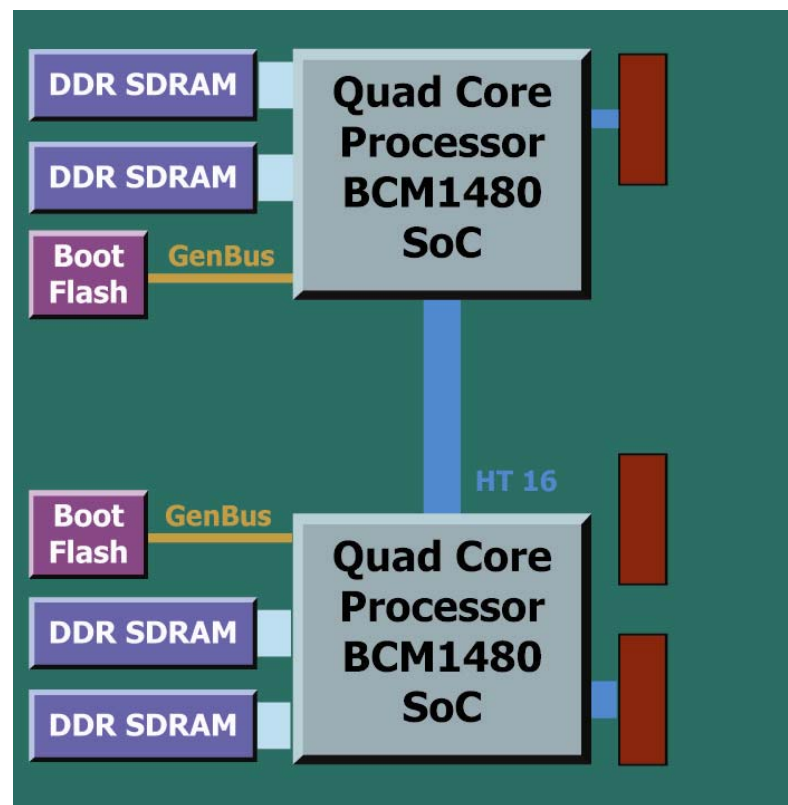 DDR SDRAM
DDR SDRAM
Boot
Flash
GenBus
Quad Core
Processor
BCM1480
SoC
HT 16
Boot
Flash
GenBus
DDR SDRAM
DDR SDRAM
Quad Core
Processor
BCM1480
SoC